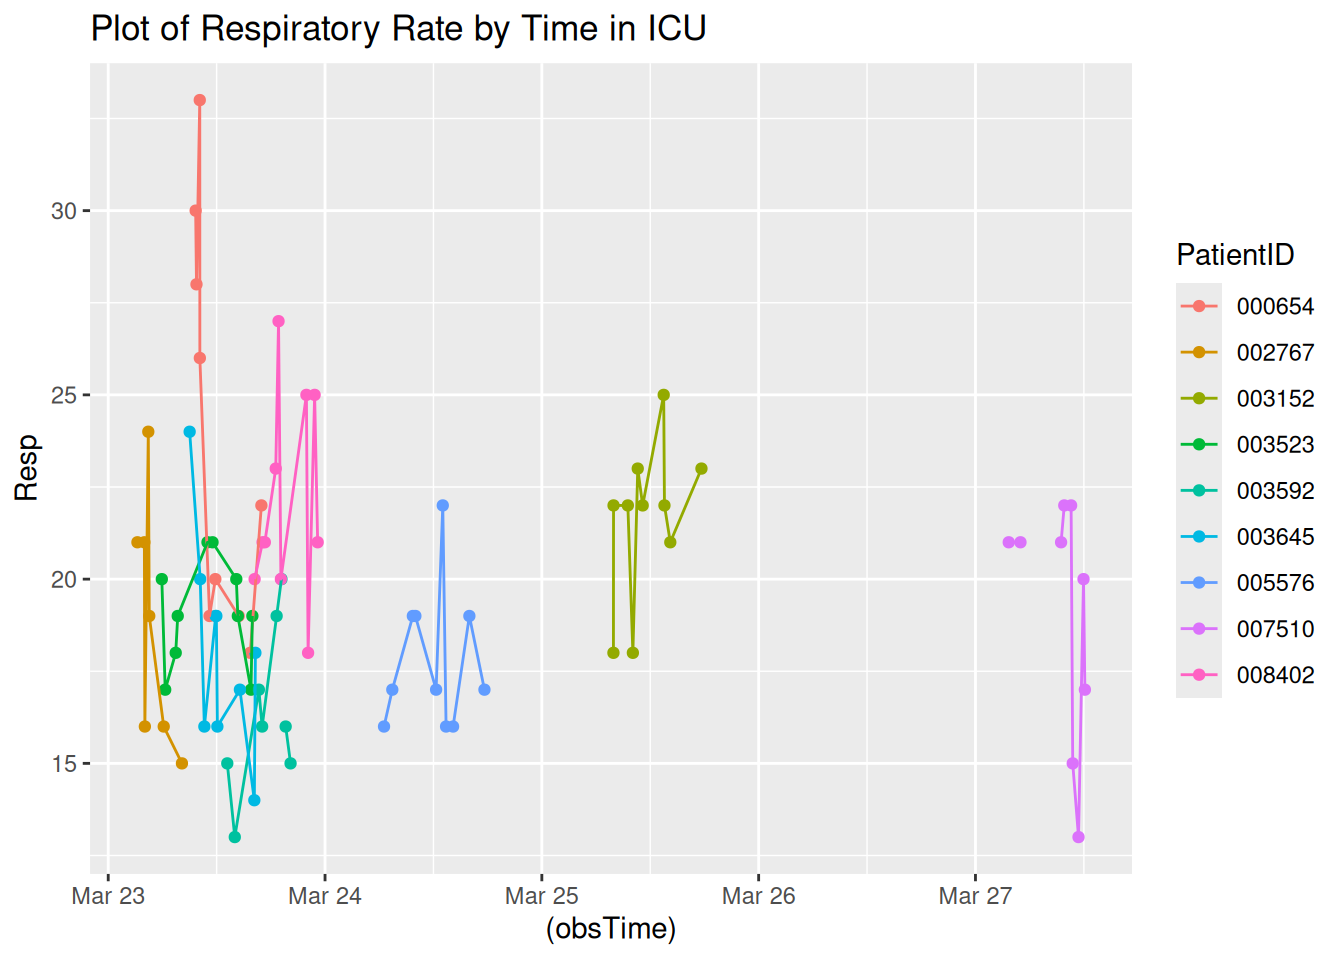 Plot of Respiratory Rate by Time in ICU
Resp
30
25
20
15
Mar 23
Mar 24
Mar 25
Mar 26
Mar 27
(obsTime)
PatientID
000654
002767
003152
003523
003592
003645
005576
007510
008402